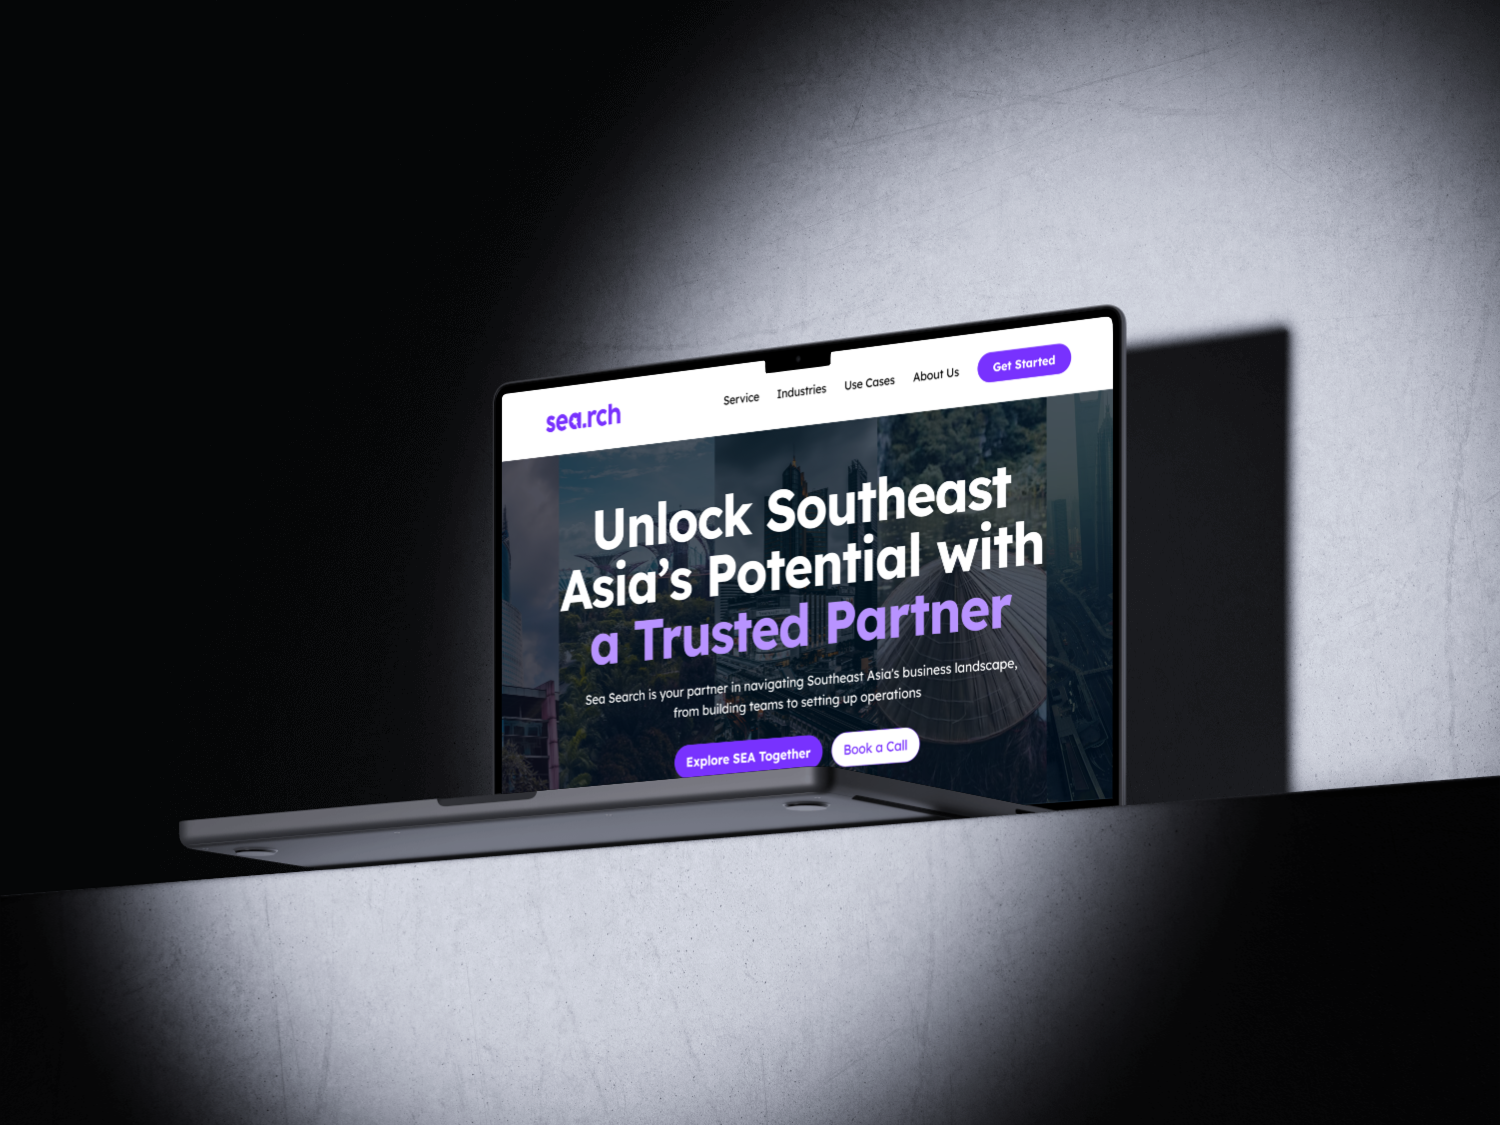 sea.rch
Service Industries Use Cases About Us Get Started
Unlock Southeast
Asia’s Potential with
a Trusted Partner
Sea Search is your partner in navigating Southeast Asia's business landscape,
from building teams to setting up operations
Explore SEA Together Book a Call